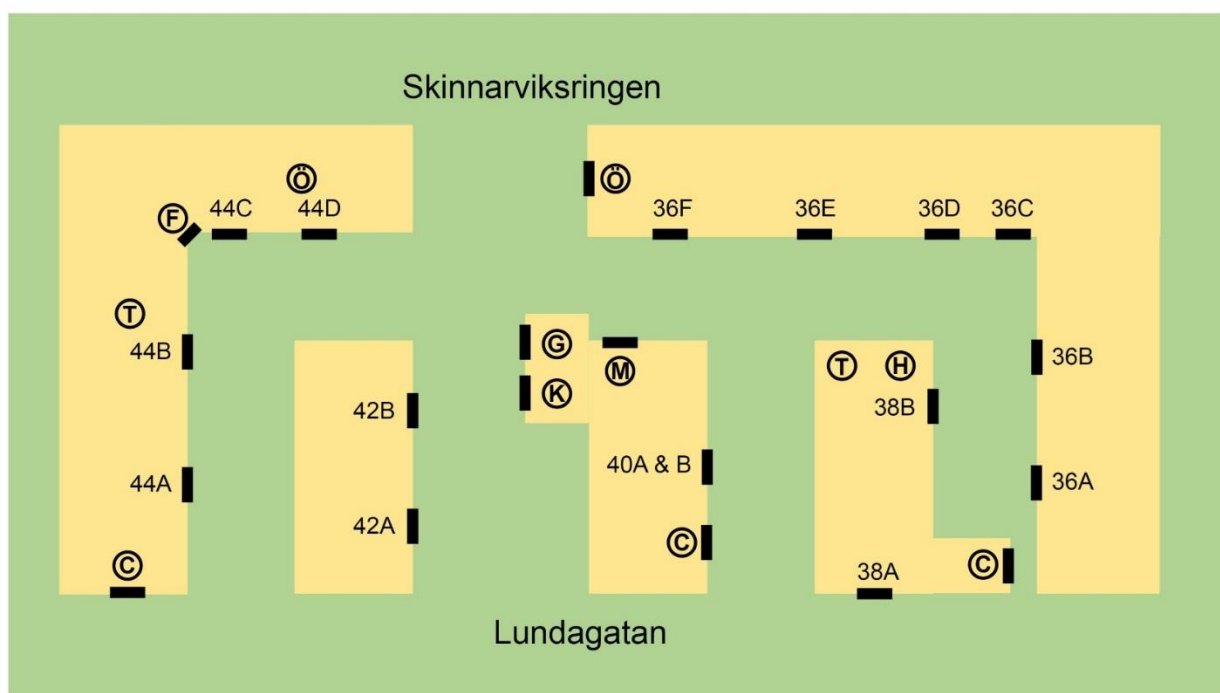 Skinnarviksringen
Ö
Ö
F
44C
44D
36F
36E
36D
36C
T
44B
G
M
T
H
36B
K
42B
38B
44A
40A & B
36A
42A
C
C
C
38A
Lundagatan